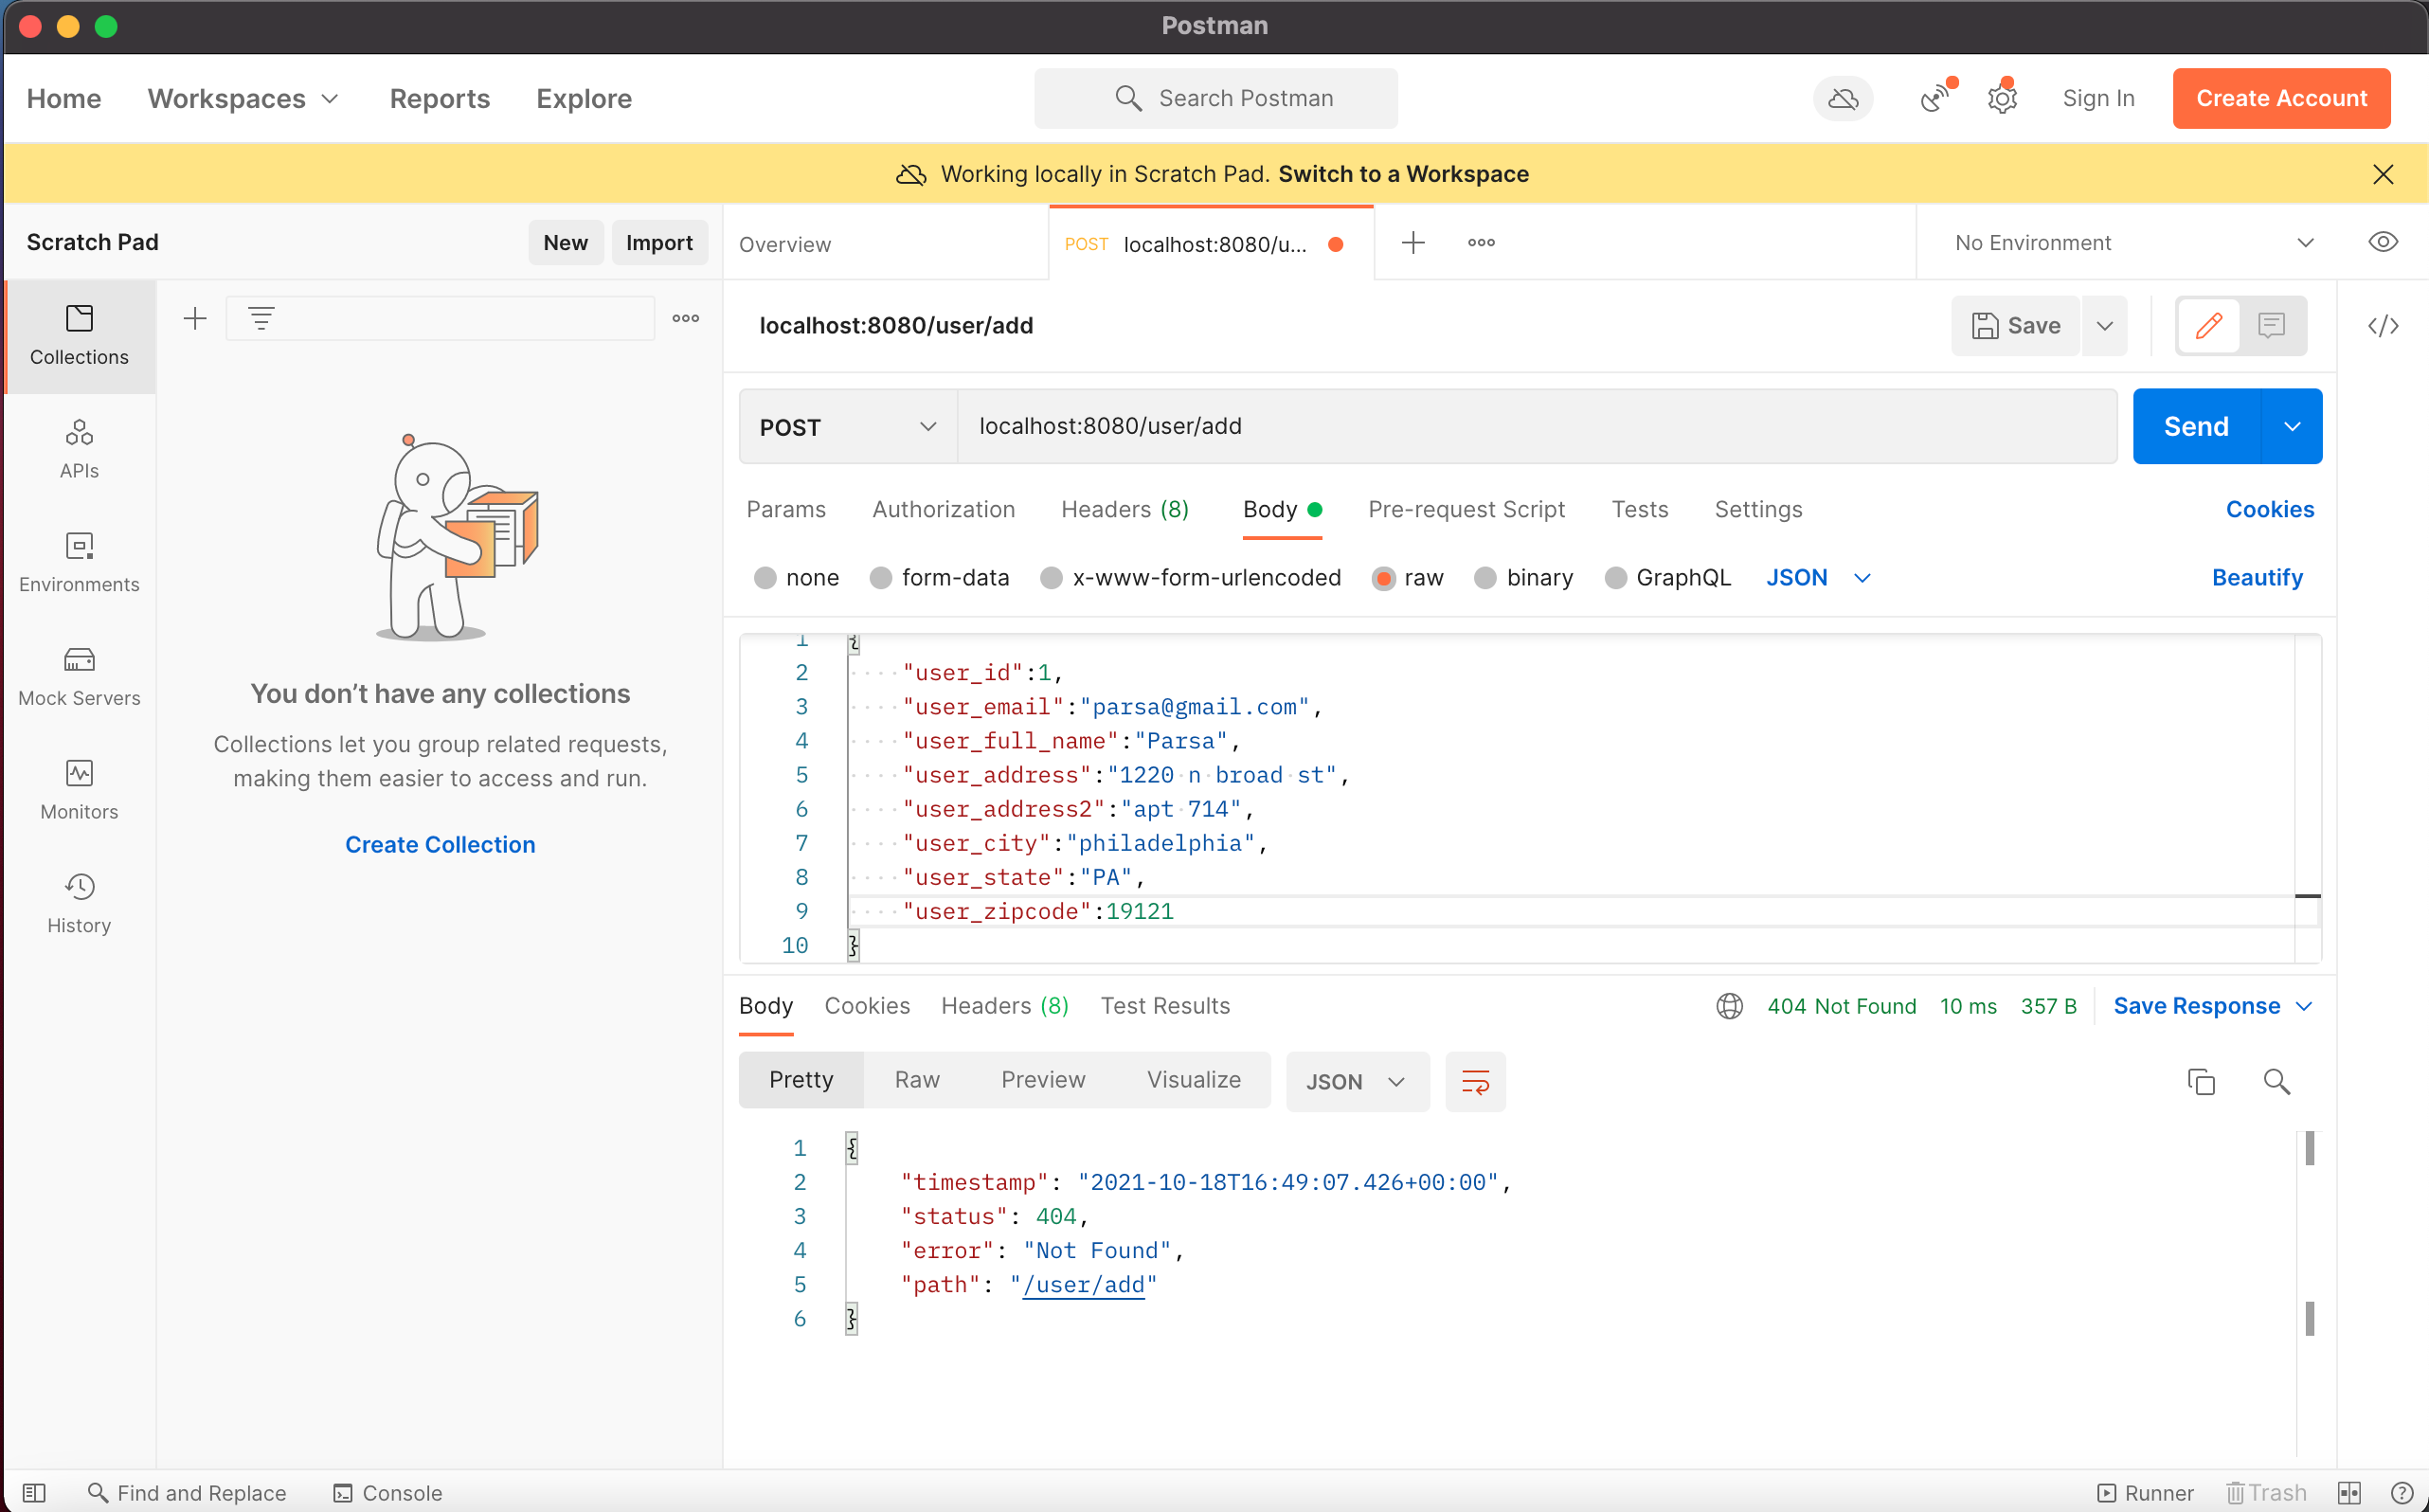 Postman
Home Workspaces Reports Explore Search Postman Sign In Create Account
Working locally in Scratch Pad. Switch to a Workspace
Scratch Pad New Import Overview POST localhost:8080/u... No Environment
Collections
APIs
Environments
Mock Servers
Monitors
History
You don’t have any collections
Collections let you group related requests,
making them easier to access and run.
Create Collection
localhost:8080/user/add Save
POST localhost:8080/user/add Send
Params Authorization Headers (8) Body Pre-request Script Tests Settings Cookies
none form-data x-www-form-urlencoded raw binary GraphQL JSON Beautify
1 {
2 "user_id":1,
3 "user_email":"parsa@gmail.com",
4 "user_full_name":"Parsa",
5 "user_address":"1220 n broad st",
6 "user_address2":"apt 714",
7 "user_city":"philadelphia",
8 "user_state":"PA",
9 "user_zipcode":19121
10 }
Body Cookies Headers (8) Test Results 404 Not Found 10 ms 357 B Save Response
Pretty Raw Preview Visualize JSON
1 {
2 "timestamp": "2021-10-18T16:49:07.426+00:00",
3 "status": 404,
4 "error": "Not Found",
5 "path": "/user/add"
6 }
Find and Replace Console Runner Trash